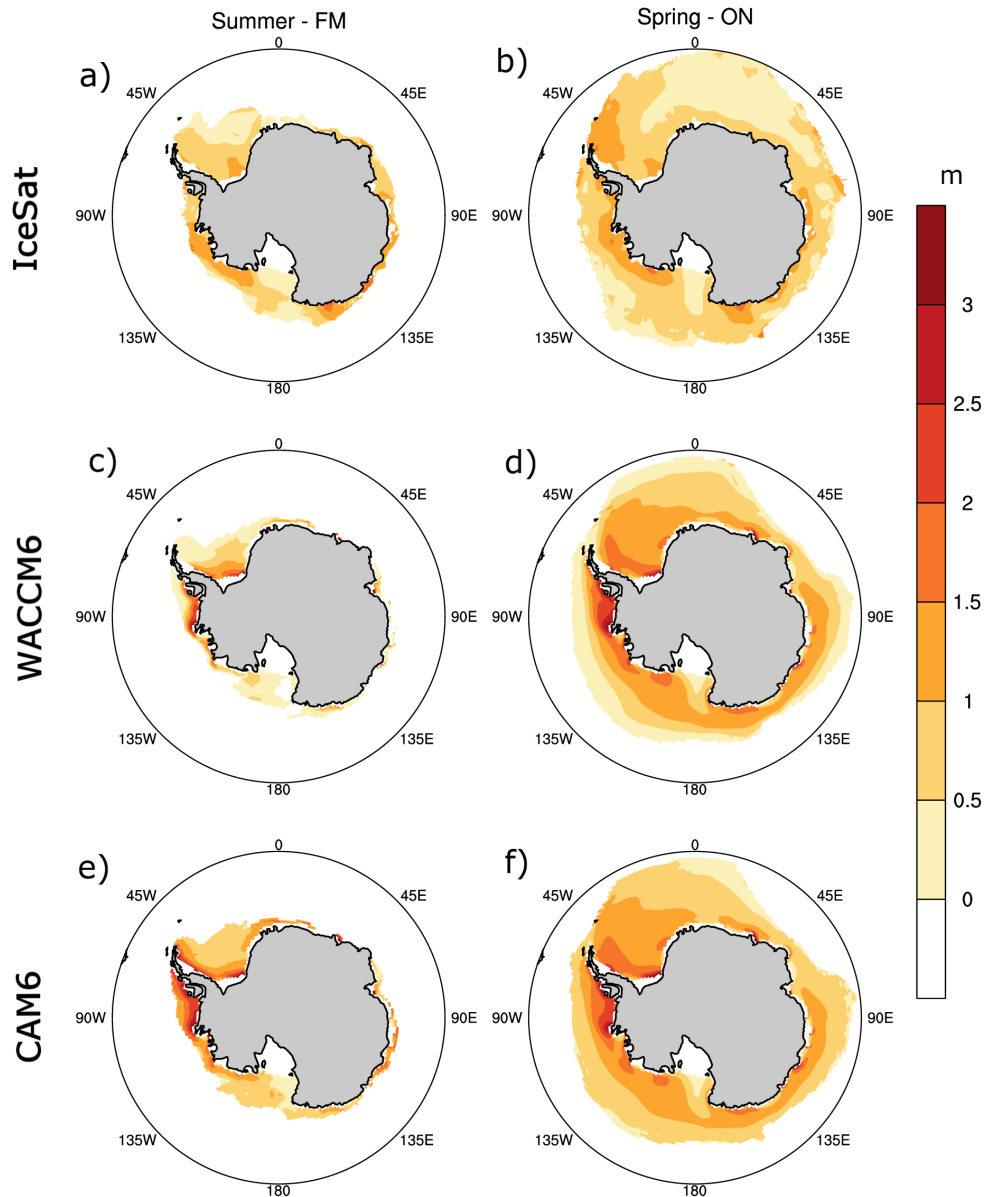 Summer - FM
Spring - ON
a)
0
45W
45E
90W
90E
135W
135E
180
b)
0
45W
45E
90W
90E
135W
135E
180
IceSat
c)
0
45W
45E
90W
90E
135W
135E
180
d)
0
45W
45E
90W
90E
135W
135E
180
WACCM6
e)
0
45W
45E
90W
90E
135W
135E
180
f)
0
45W
45E
90W
90E
135W
135E
180
CAM6
m
3
2.5
2
1.5
1
0.5
0